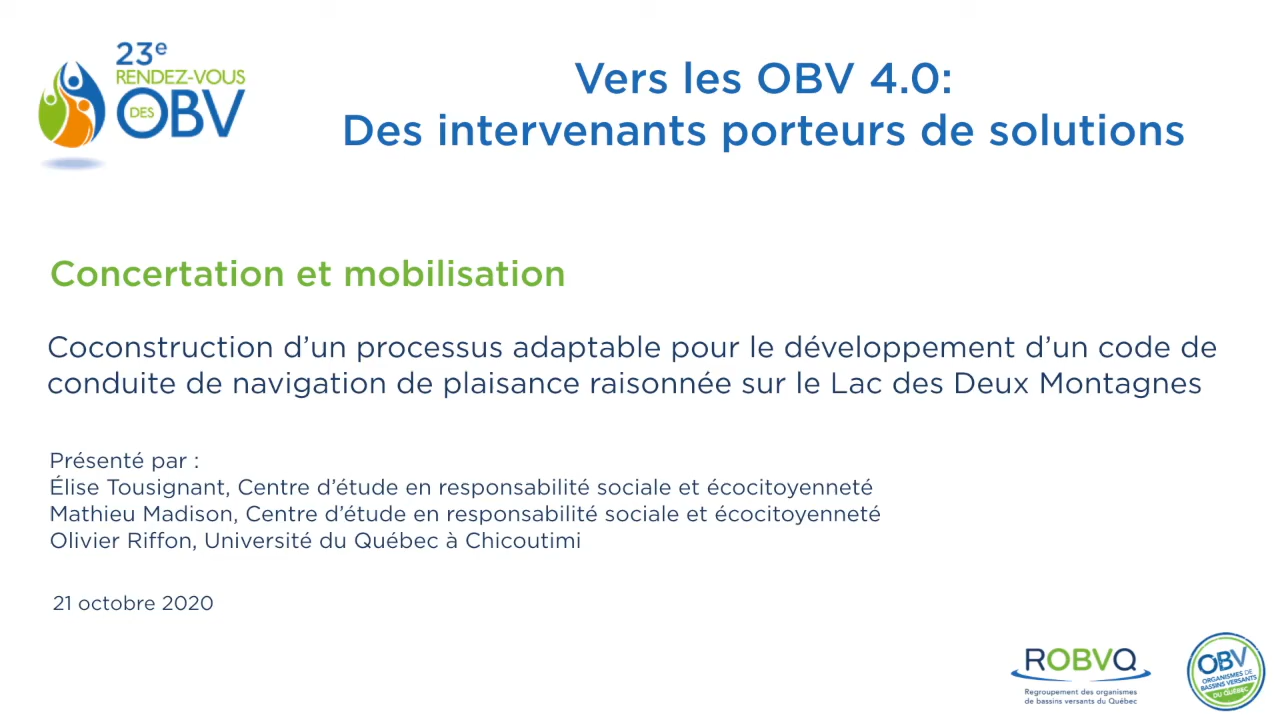 23e
RENDEZ-VOUS
DES OBV
Vers les OBV 4.0:
Des intervenants porteurs de solutions
Concertation et mobilisation
Coconstruction d'un processus adaptable pour le développement d'un code de
conduite de navigation de plaisance raisonnée sur le Lac des Deux Montagnes
Présenté par :
Élise Tousignant, Centre d'étude en responsabilité sociale et écocitoyenneté
Mathieu Madison, Centre d'étude en responsabilité sociale et écocitoyenneté
Olivier Riffon, Université du Québec à Chicoutimi
21 octobre 2020
ROBVQ
Regroupement des organismes
de bassins versants du Québec
OBV
ORGANISMES DE
BASSINS VERSANTS
DU QUÉBEC